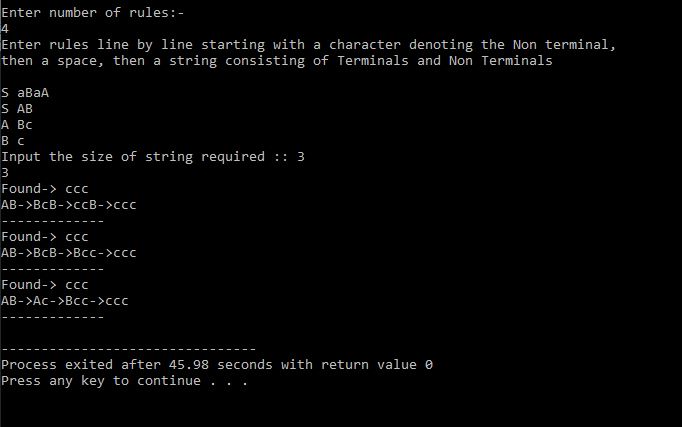 Enter number of rules:-
4
Enter rules line by line starting with a character denoting the Non terminal,
then a space, then a string consisting of Terminals and Non Terminals
S aBaA
S AB
A Bc
B c
Input the size of string required :: 3
3
Found-> ccc
AB->BcB->ccB->ccc
-------------
Found-> ccc
AB->BcB->Bcc->ccc
-------------
Found-> ccc
AB->Ac->Bcc->ccc
-------------
--------------------------------
Process exited after 45.98 seconds with return value 0
Press any key to continue . . .